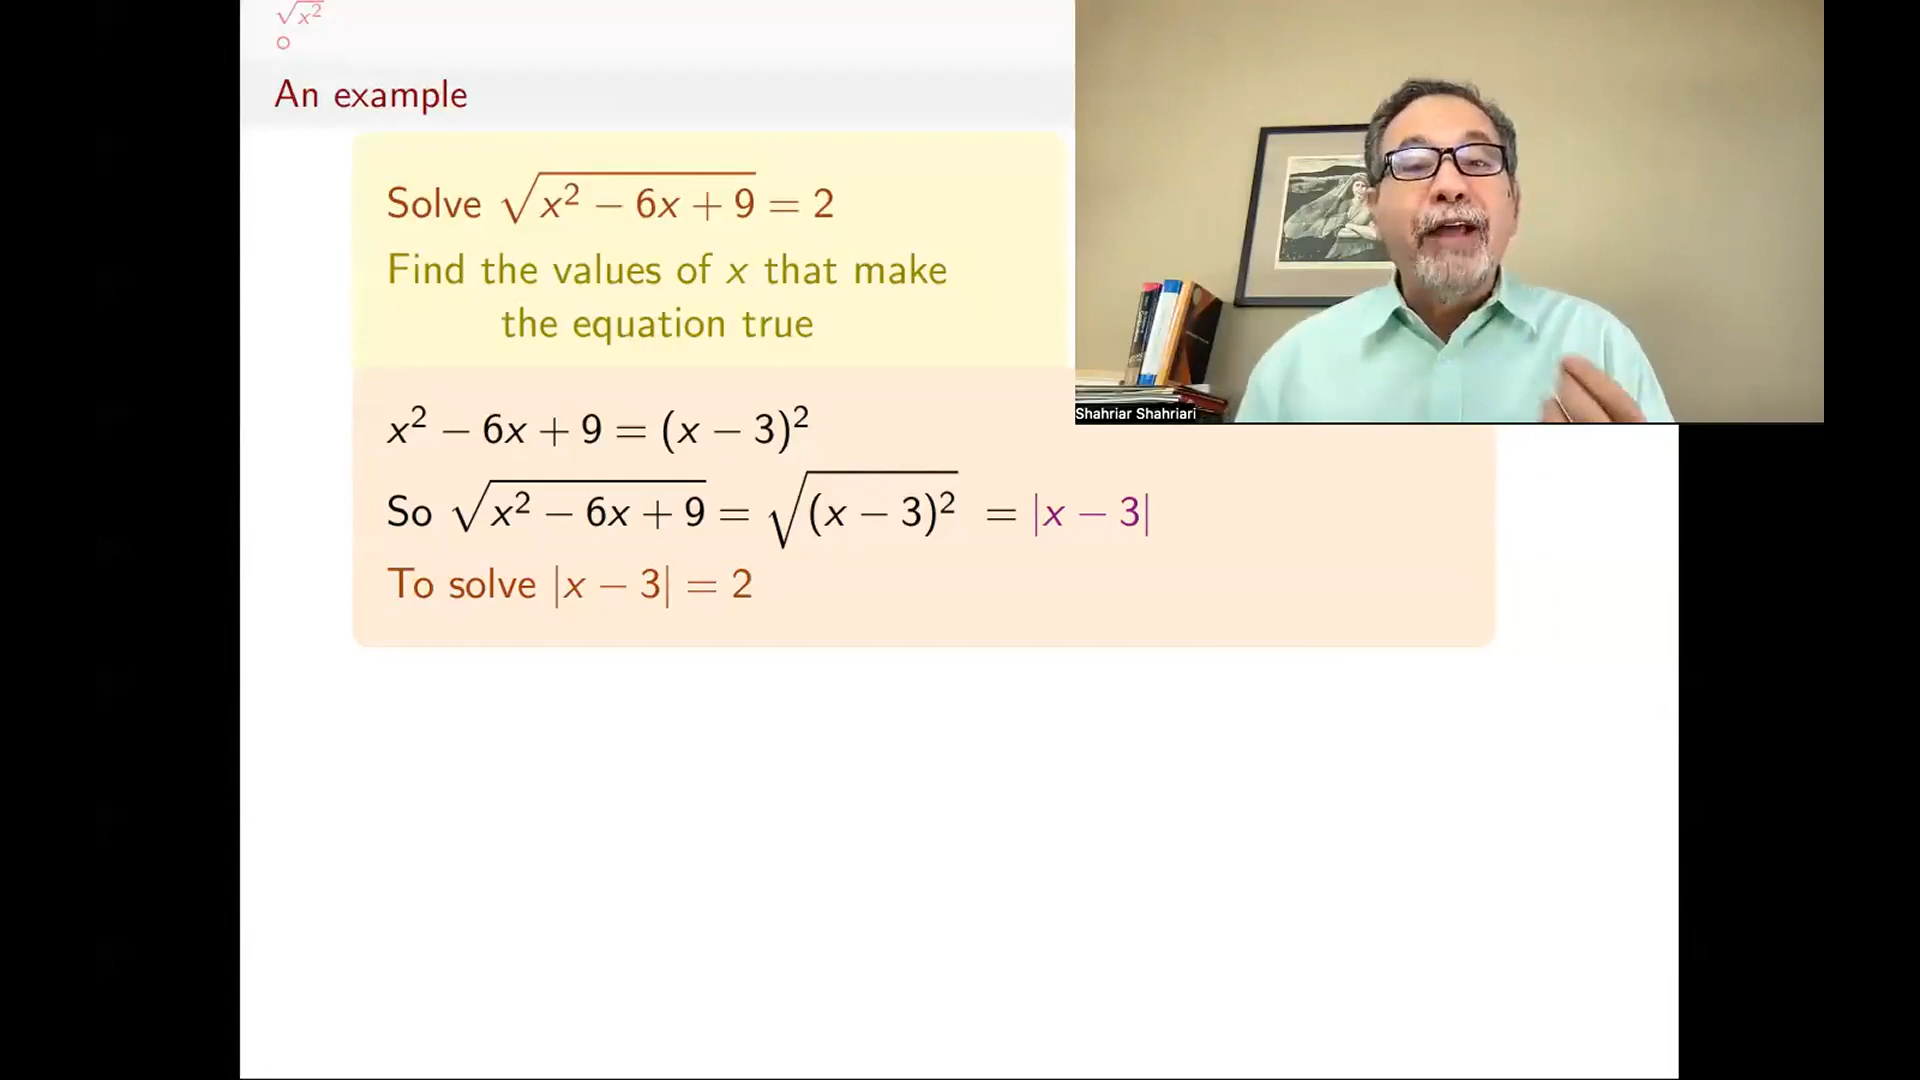 √x²
An example
Solve √(x² − 6x + 9) = 2
Find the values of x that make
the equation true
x² − 6x + 9 = (x − 3)²
So √(x² − 6x + 9) = √((x − 3)²) = |x − 3|
To solve |x − 3| = 2
Shahriar Shahriari